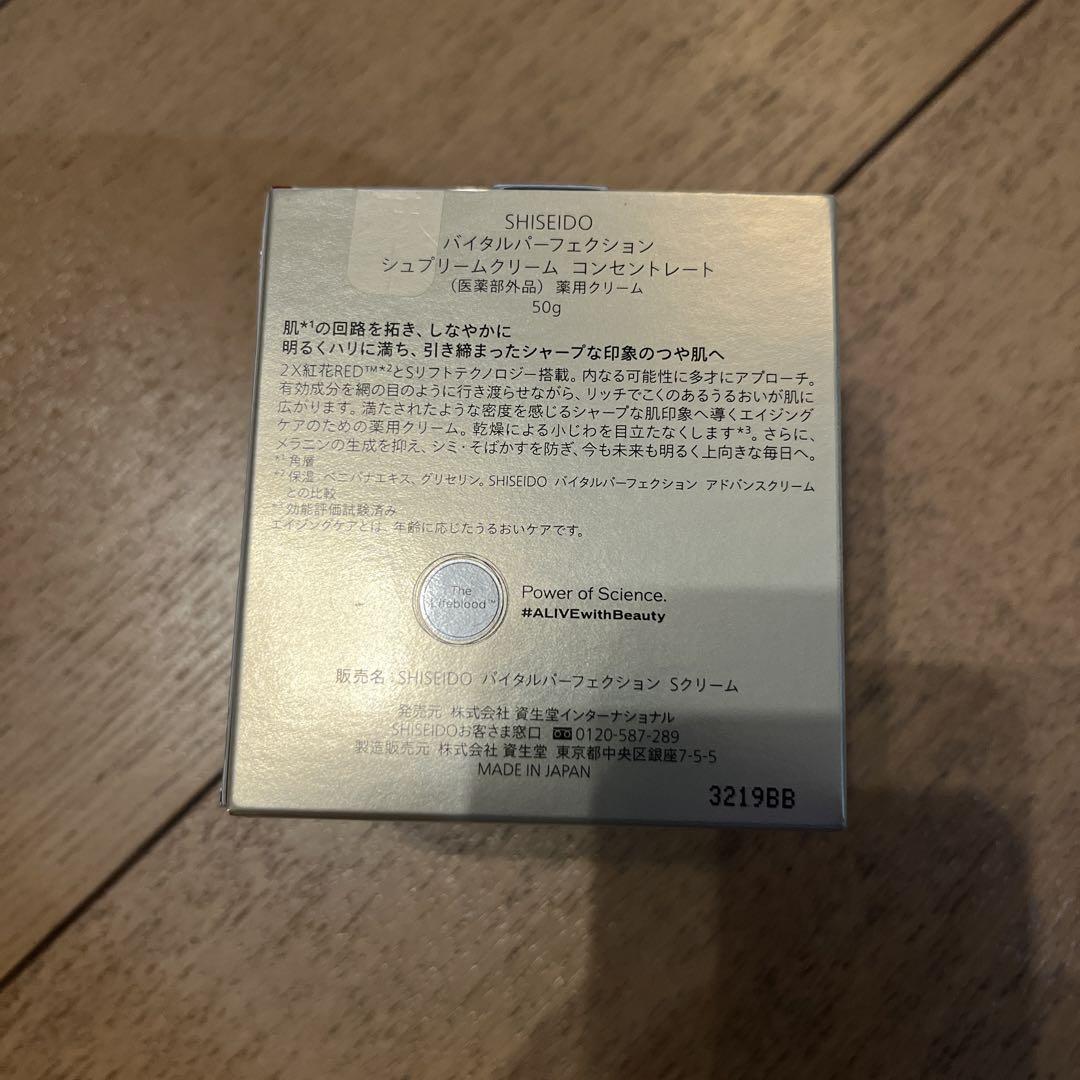 SHISEIDO
バイタルパーフェクション
シュプリームクリーム コンセントレート
(医薬部外品) 薬用クリーム
50g
肌*1の回路を拓き、しなやかに
明るくハリに満ち、引き締まったシャープな印象のつや肌へ
2X紅花RED™*2とSリフトテクノロジー搭載。内なる可能性に多才にアプローチ。
有効成分を網の目のように行き渡らせながら、リッチでこくのあるうるおいが肌に
広がります。満たされたような密度を感じるシャープな肌印象へ導くエイジング
ケアのための薬用クリーム。乾燥による小じわを目立たなくします*3。さらに、
メラニンの生成を抑え、シミ・そばかすを防ぎ、今も未来も明るく上向きな毎日へ。
*1 角層
*2 保湿 ベニバナエキス、グリセリン。SHISEIDO バイタルパーフェクション アドバンスクリーム
との比較
*3 効能評価試験済み
エイジングケアとは、年齢に応じたうるおいケアです。
The
Lifeblood™
Power of Science.
#ALIVEwithBeauty
販売名：SHISEIDO バイタルパーフェクション Sクリーム
発売元 株式会社 資生堂インターナショナル
SHISEIDOお客さま窓口 0120-587-289
製造販売元 株式会社 資生堂 東京都中央区銀座7-5-5
MADE IN JAPAN
3219BB